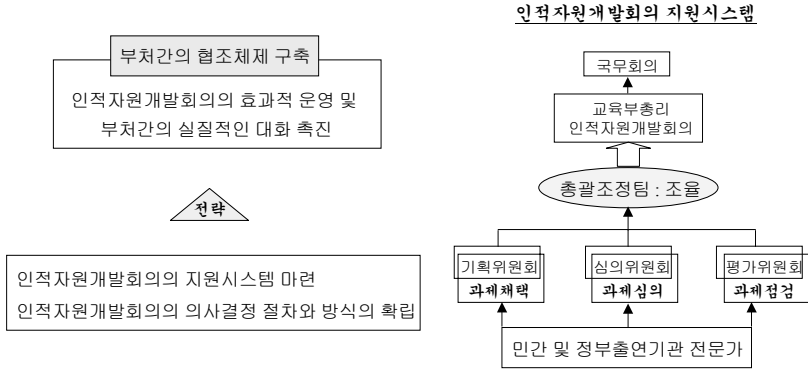 부처간의 협조체제 구축
인적자원개발회의의 효과적 운영 및
부처간의 실질적인 대화 촉진
전략
인적자원개발회의의 지원시스템 마련
인적자원개발회의의 의사결정 절차와 방식의 확립
인적자원개발회의 지원시스템
국무회의
교육부총리
인적자원개발회의
총괄조정팀 : 조율
기획위원회 심의위원회 평가위원회
과제채택 과제심의 과제점검
민간 및 정부출연기관 전문가